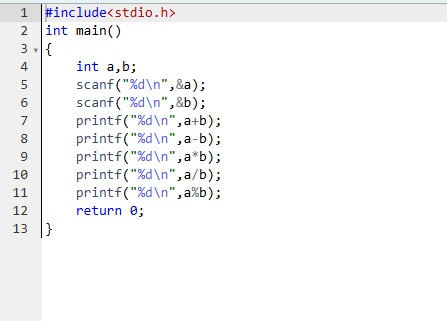 1 #include<stdio.h>
2 int main()
3 {
4     int a,b;
5     scanf("%d\n",&a);
6     scanf("%d\n",&b);
7     printf("%d\n",a+b);
8     printf("%d\n",a-b);
9     printf("%d\n",a*b);
10     printf("%d\n",a/b);
11     printf("%d\n",a%b);
12     return 0;
13 }